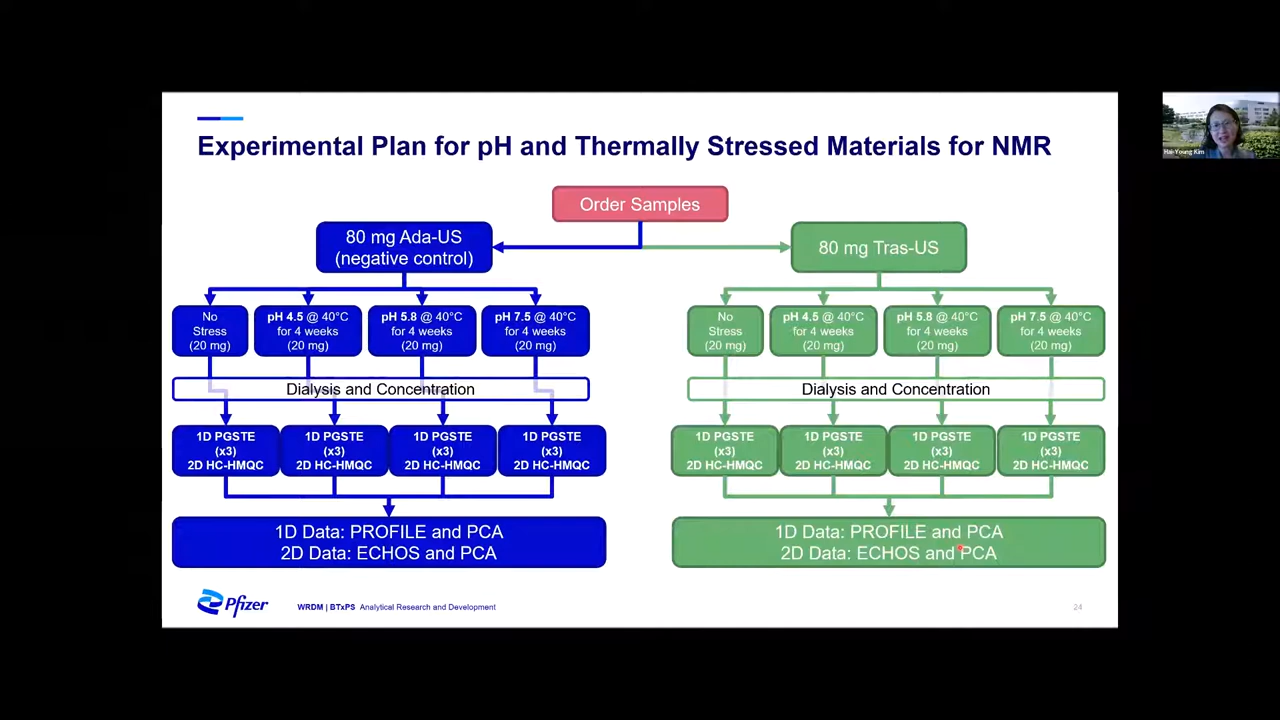 Experimental Plan for pH and Thermally Stressed Materials for NMR
Order Samples
80 mg Ada-US
(negative control)
80 mg Tras-US
No
Stress
(20 mg)
pH 4.5 @ 40°C
for 4 weeks
(20 mg)
pH 5.8 @ 40°C
for 4 weeks
(20 mg)
pH 7.5 @ 40°C
for 4 weeks
(20 mg)
No
Stress
(20 mg)
pH 4.5 @ 40°C
for 4 weeks
(20 mg)
pH 5.8 @ 40°C
for 4 weeks
(20 mg)
pH 7.5 @ 40°C
for 4 weeks
(20 mg)
Dialysis and Concentration
Dialysis and Concentration
1D PGSTE
(x3)
2D HC-HMQC
1D PGSTE
(x3)
2D HC-HMQC
1D PGSTE
(x3)
2D HC-HMQC
1D PGSTE
(x3)
2D HC-HMQC
1D PGSTE
(x3)
2D HC-HMQC
1D PGSTE
(x3)
2D HC-HMQC
1D PGSTE
(x3)
2D HC-HMQC
1D PGSTE
(x3)
2D HC-HMQC
1D Data: PROFILE and PCA
2D Data: ECHOS and PCA
1D Data: PROFILE and PCA
2D Data: ECHOS and PCA
Pfizer
WRDM | BTxPS Analytical Research and Development
24
Hai-Young Kim